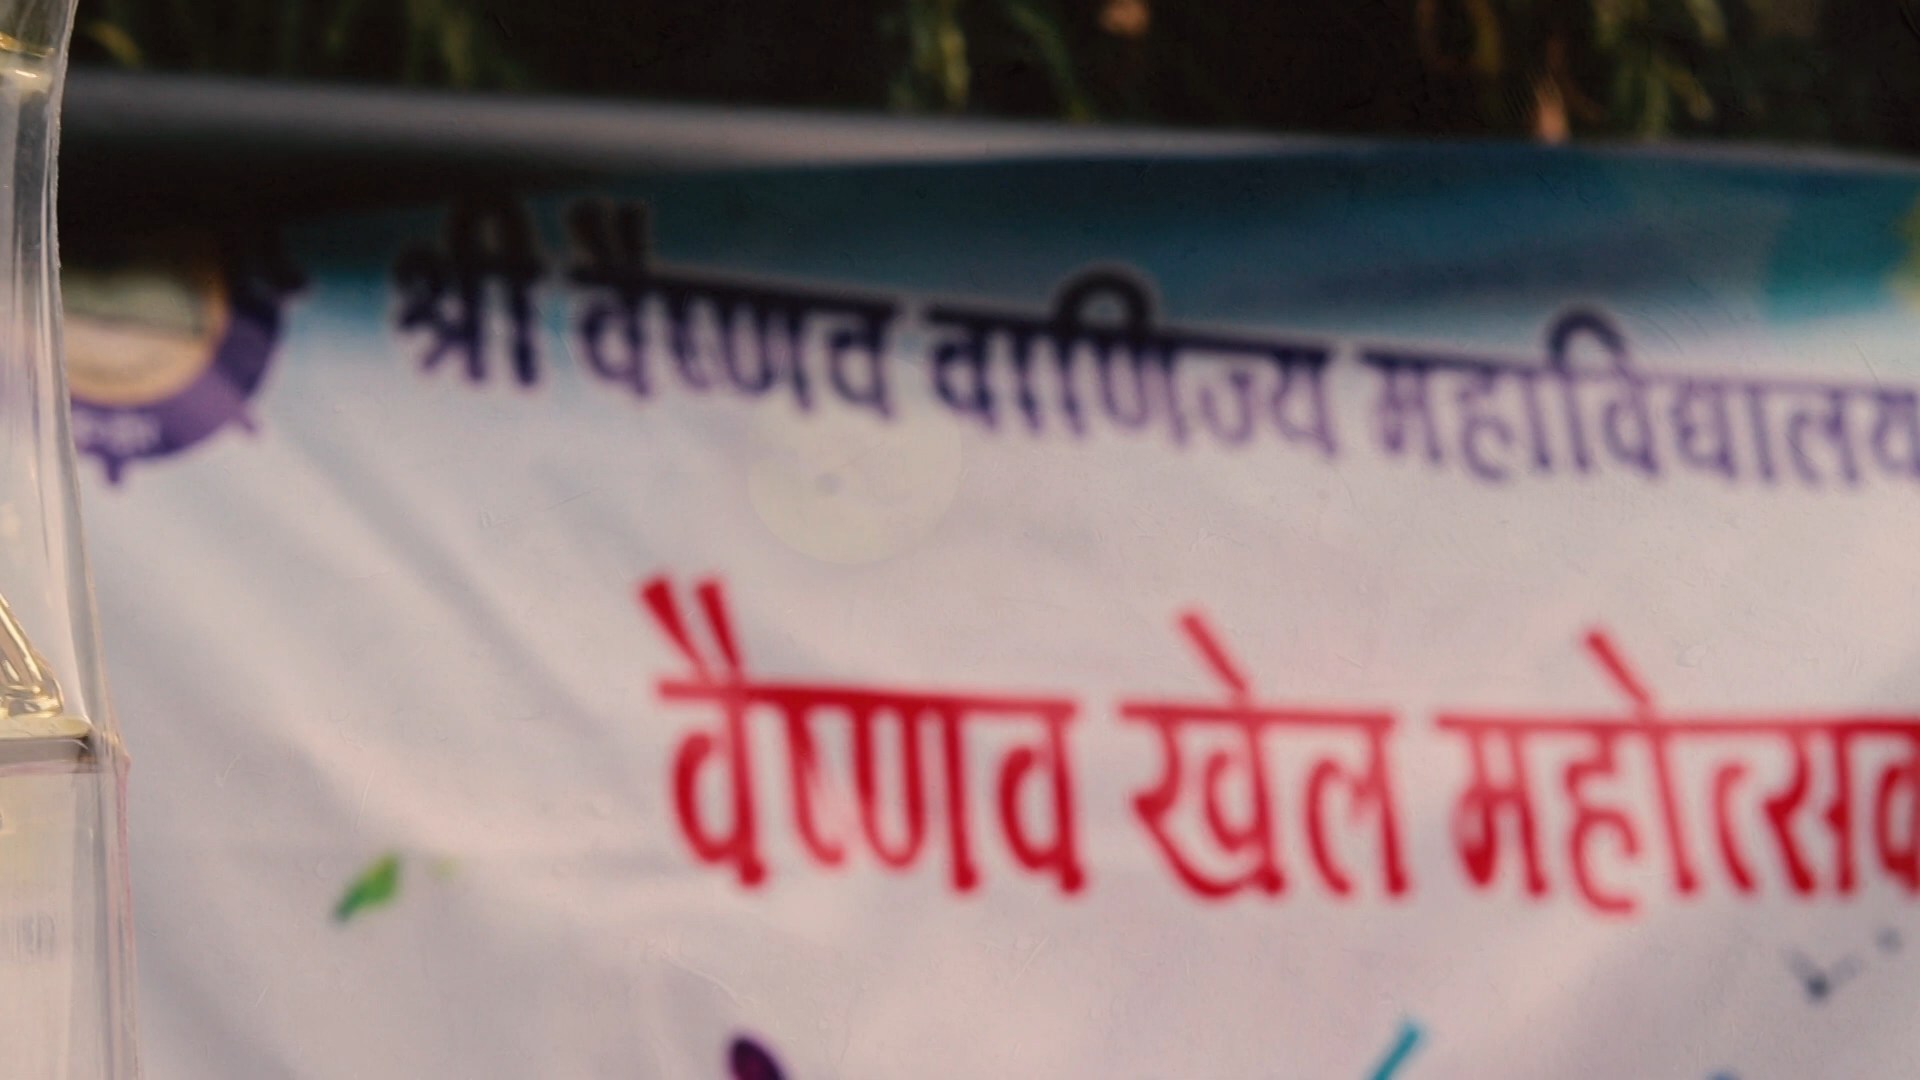 श्री वैष्णव वाणिज्य महाविद्यालय
वैष्णव खेल महोत्सव